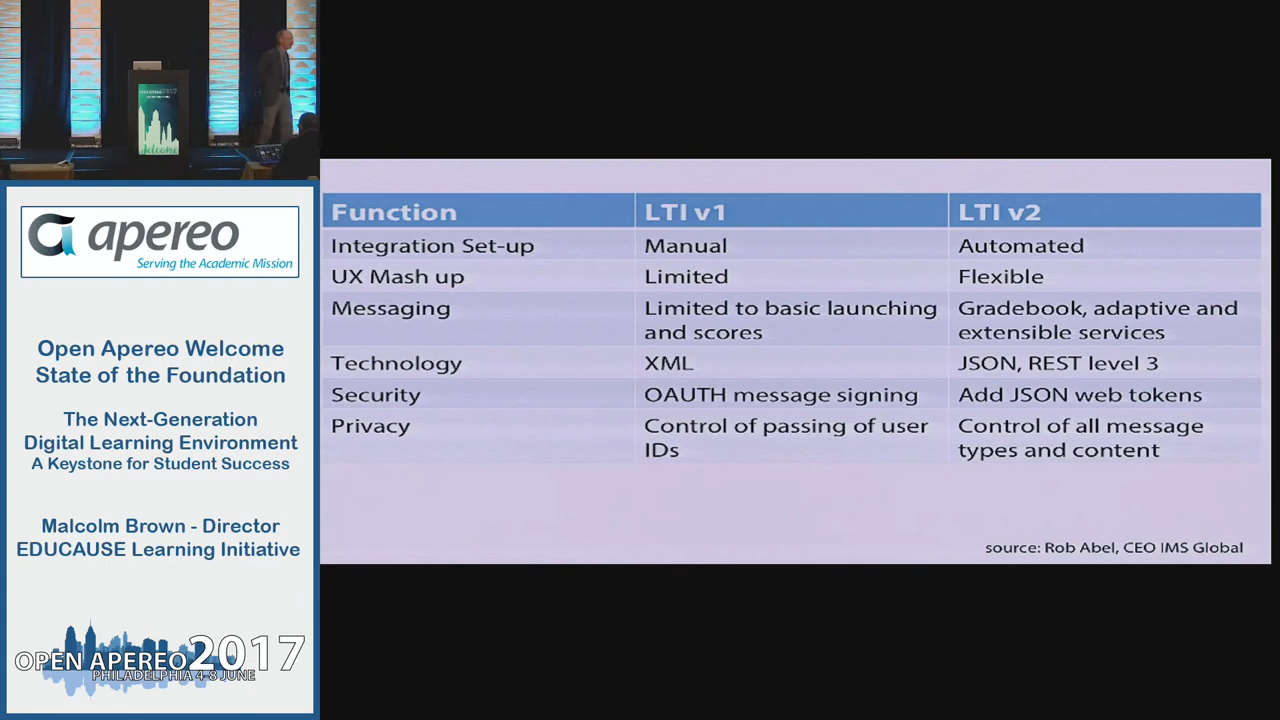 apereo
Serving the Academic Mission
Open Apereo Welcome
State of the Foundation
The Next-Generation
Digital Learning Environment
A Keystone for Student Success
Malcolm Brown - Director
EDUCAUSE Learning Initiative
OPEN APEREO 2017
PHILADELPHIA 4-8 JUNE
Function LTI v1 LTI v2
Integration Set-up Manual Automated
UX Mash up Limited Flexible
Messaging Limited to basic launching Gradebook, adaptive and
and scores extensible services
Technology XML JSON, REST level 3
Security OAUTH message signing Add JSON web tokens
Privacy Control of passing of user Control of all message
IDs types and content
source: Rob Abel, CEO IMS Global